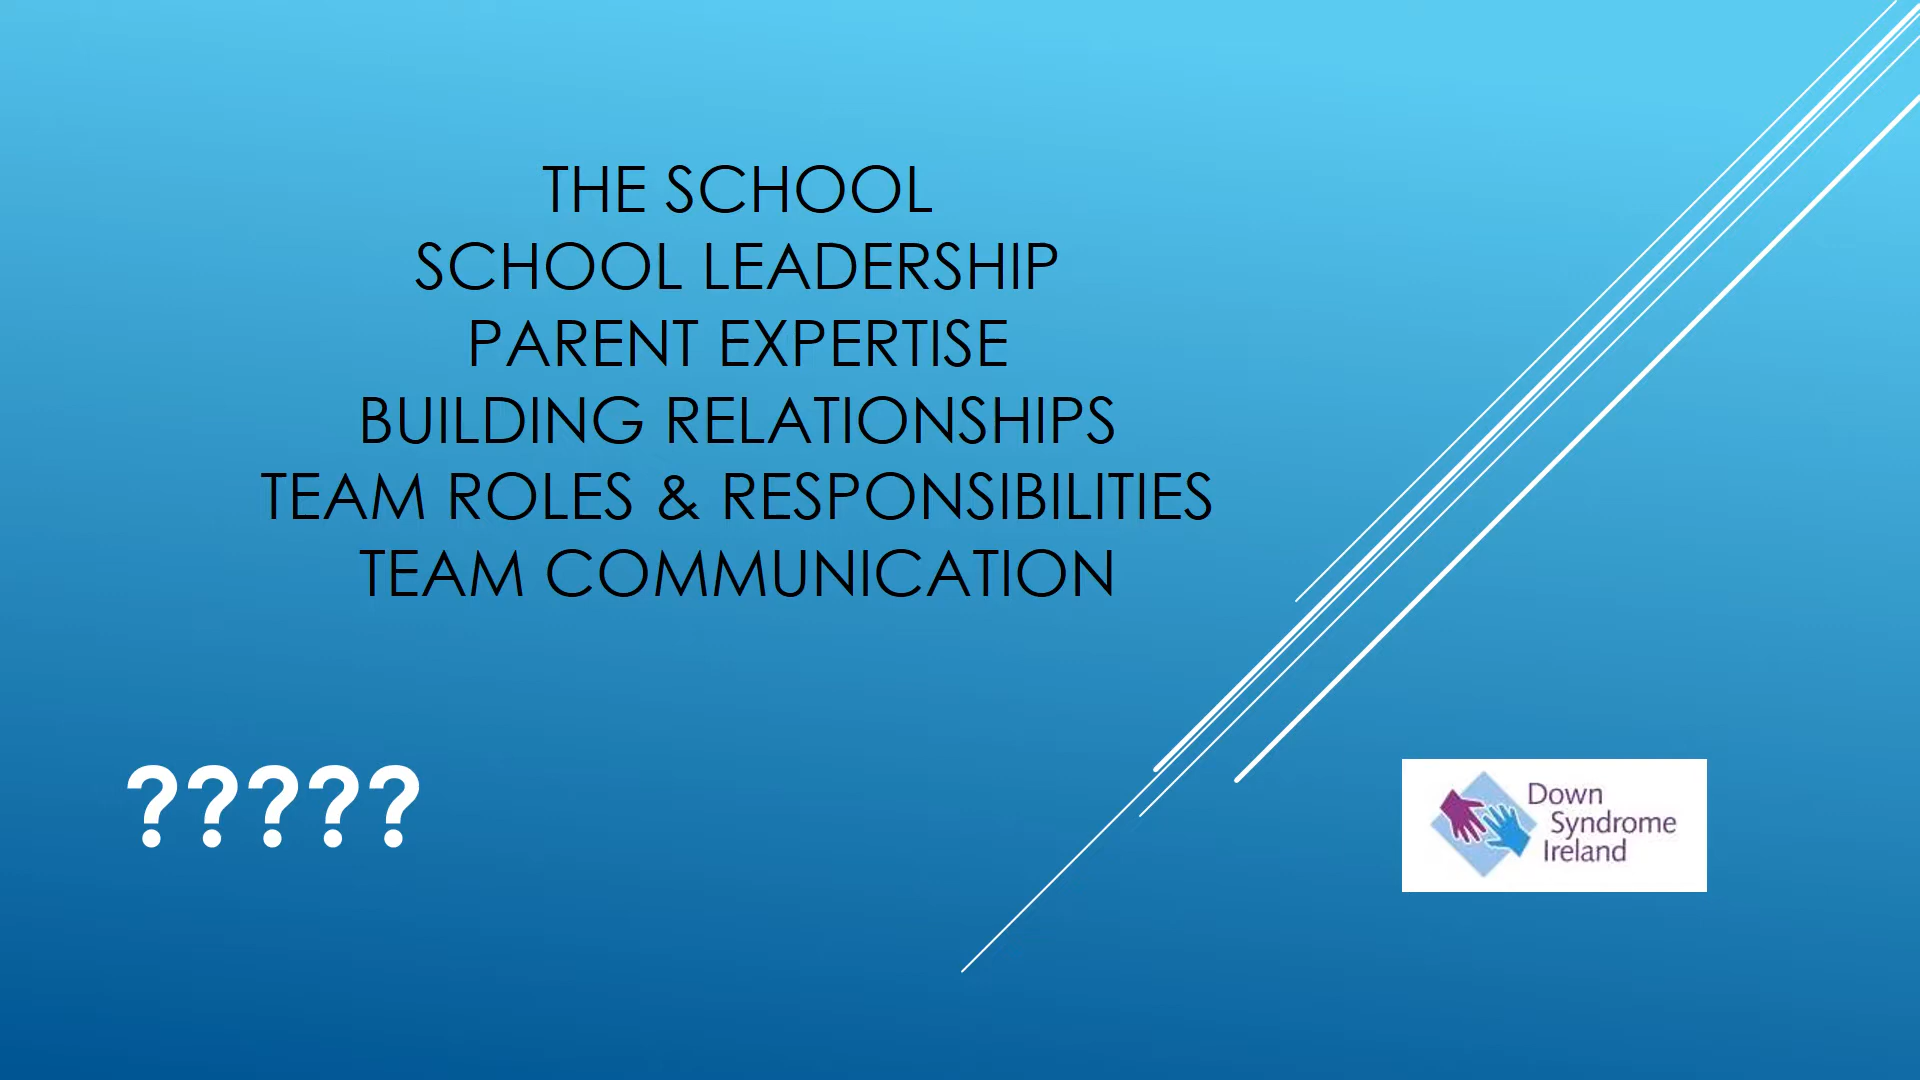 THE SCHOOL
SCHOOL LEADERSHIP
PARENT EXPERTISE
BUILDING RELATIONSHIPS
TEAM ROLES & RESPONSIBILITIES
TEAM COMMUNICATION
?????
Down
Syndrome
Ireland